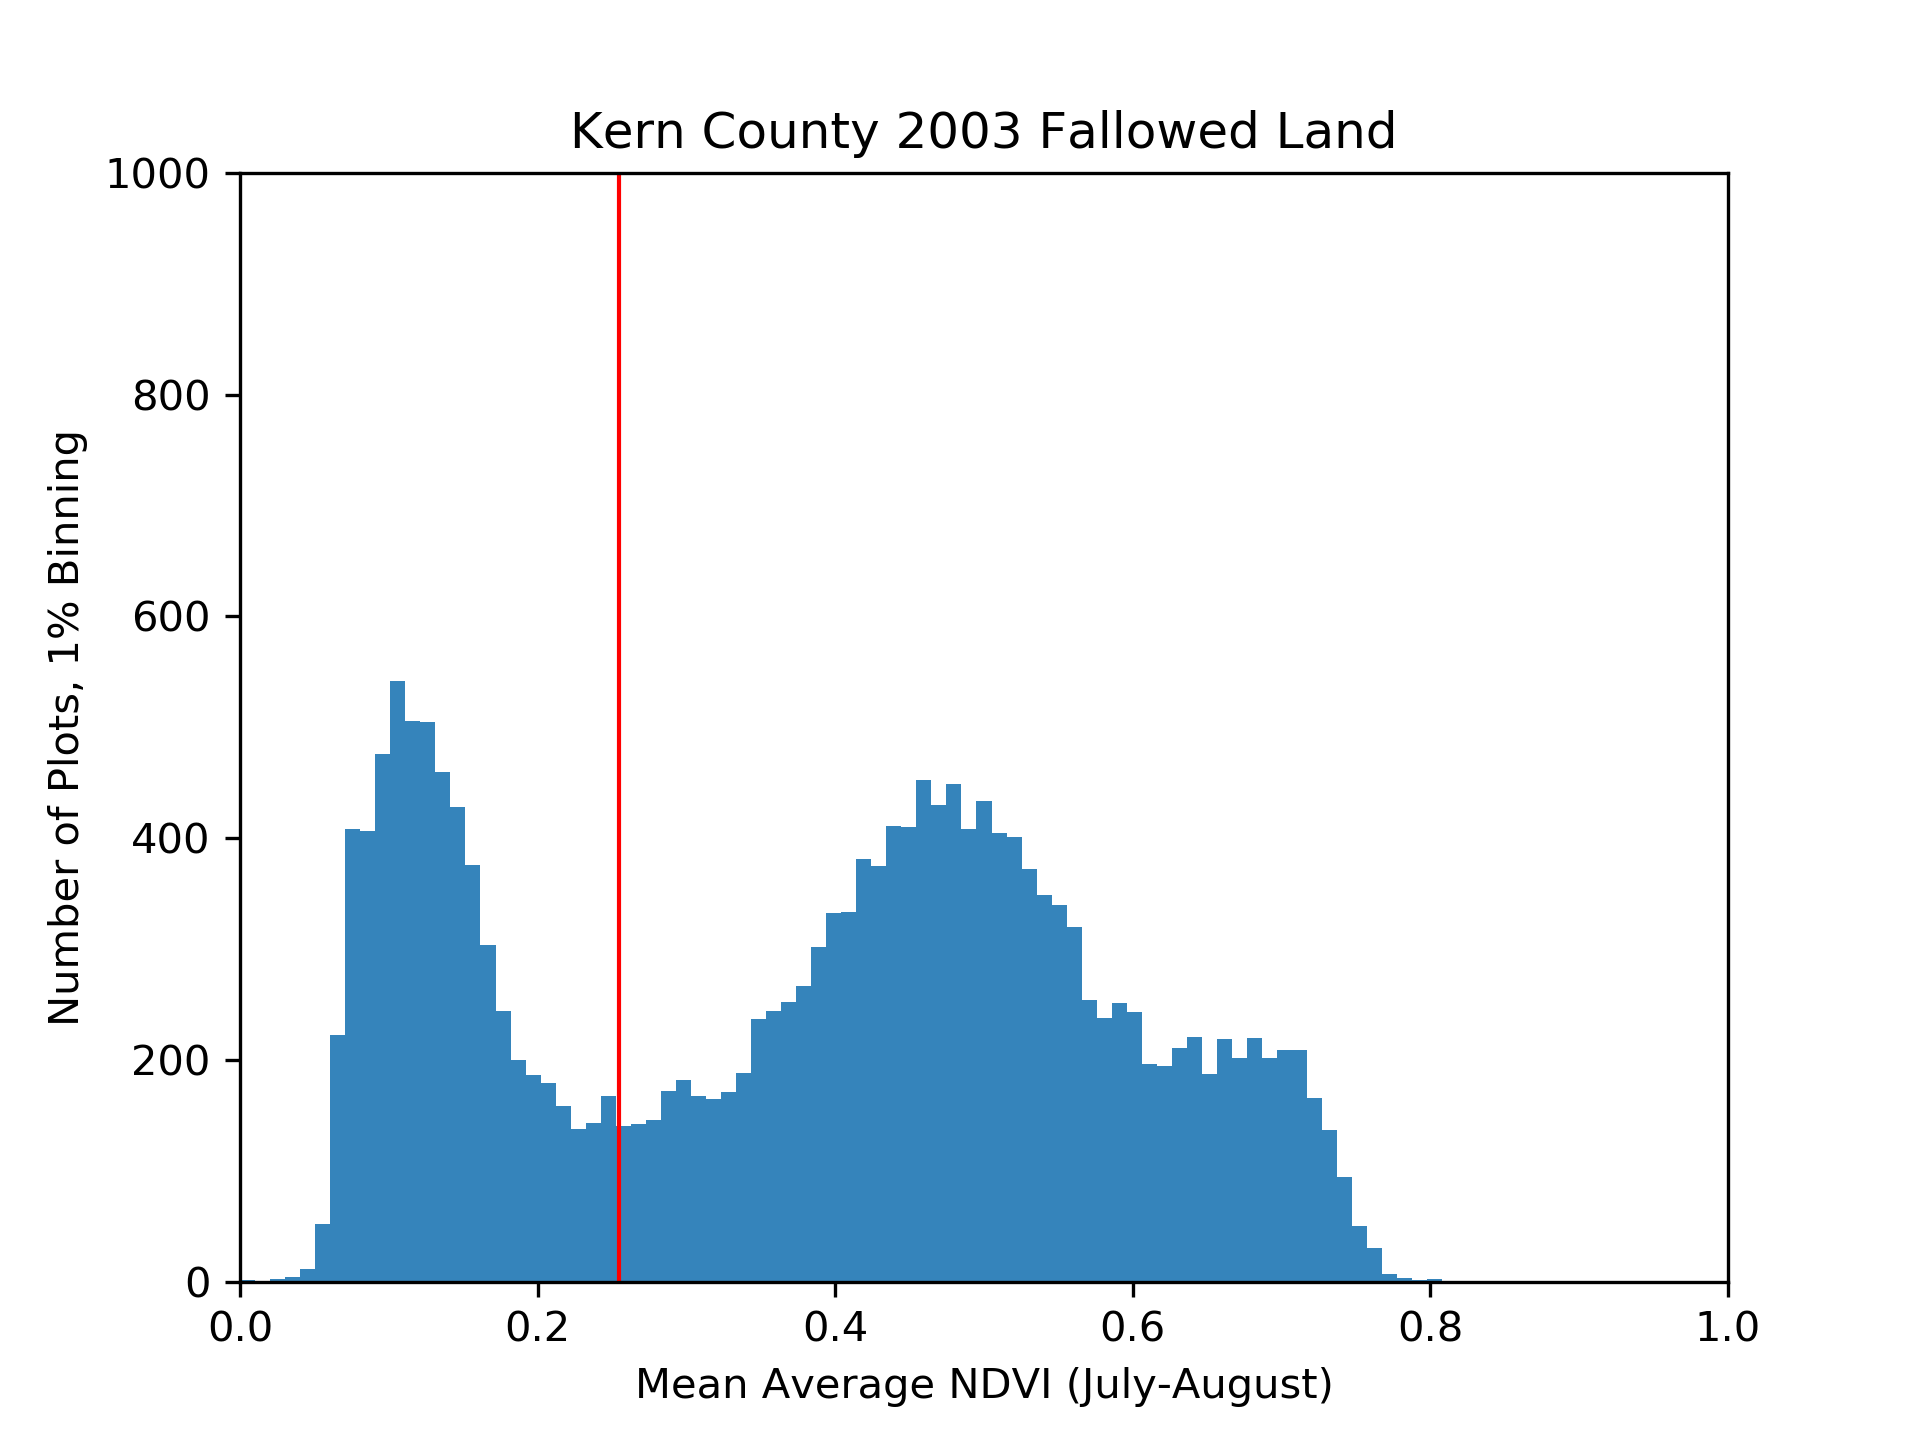 Kern County 2003 Fallowed Land
1000
800
600
400
200
0
Number of Plots, 1% Binning
0.0 0.2 0.4 0.6 0.8 1.0
Mean Average NDVI (July-August)